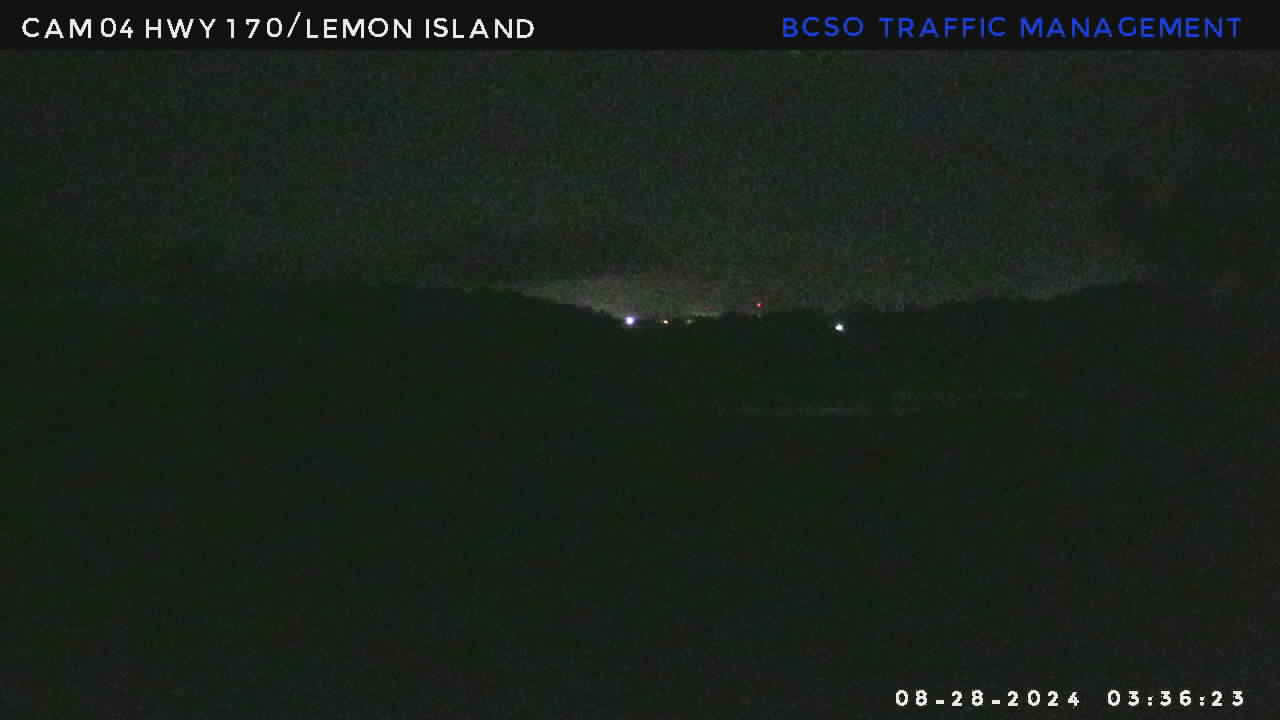 CAM04 HWY 170/LEMON ISLAND
BCSO TRAFFIC MANAGEMENT
08-28-2024 03:36:23